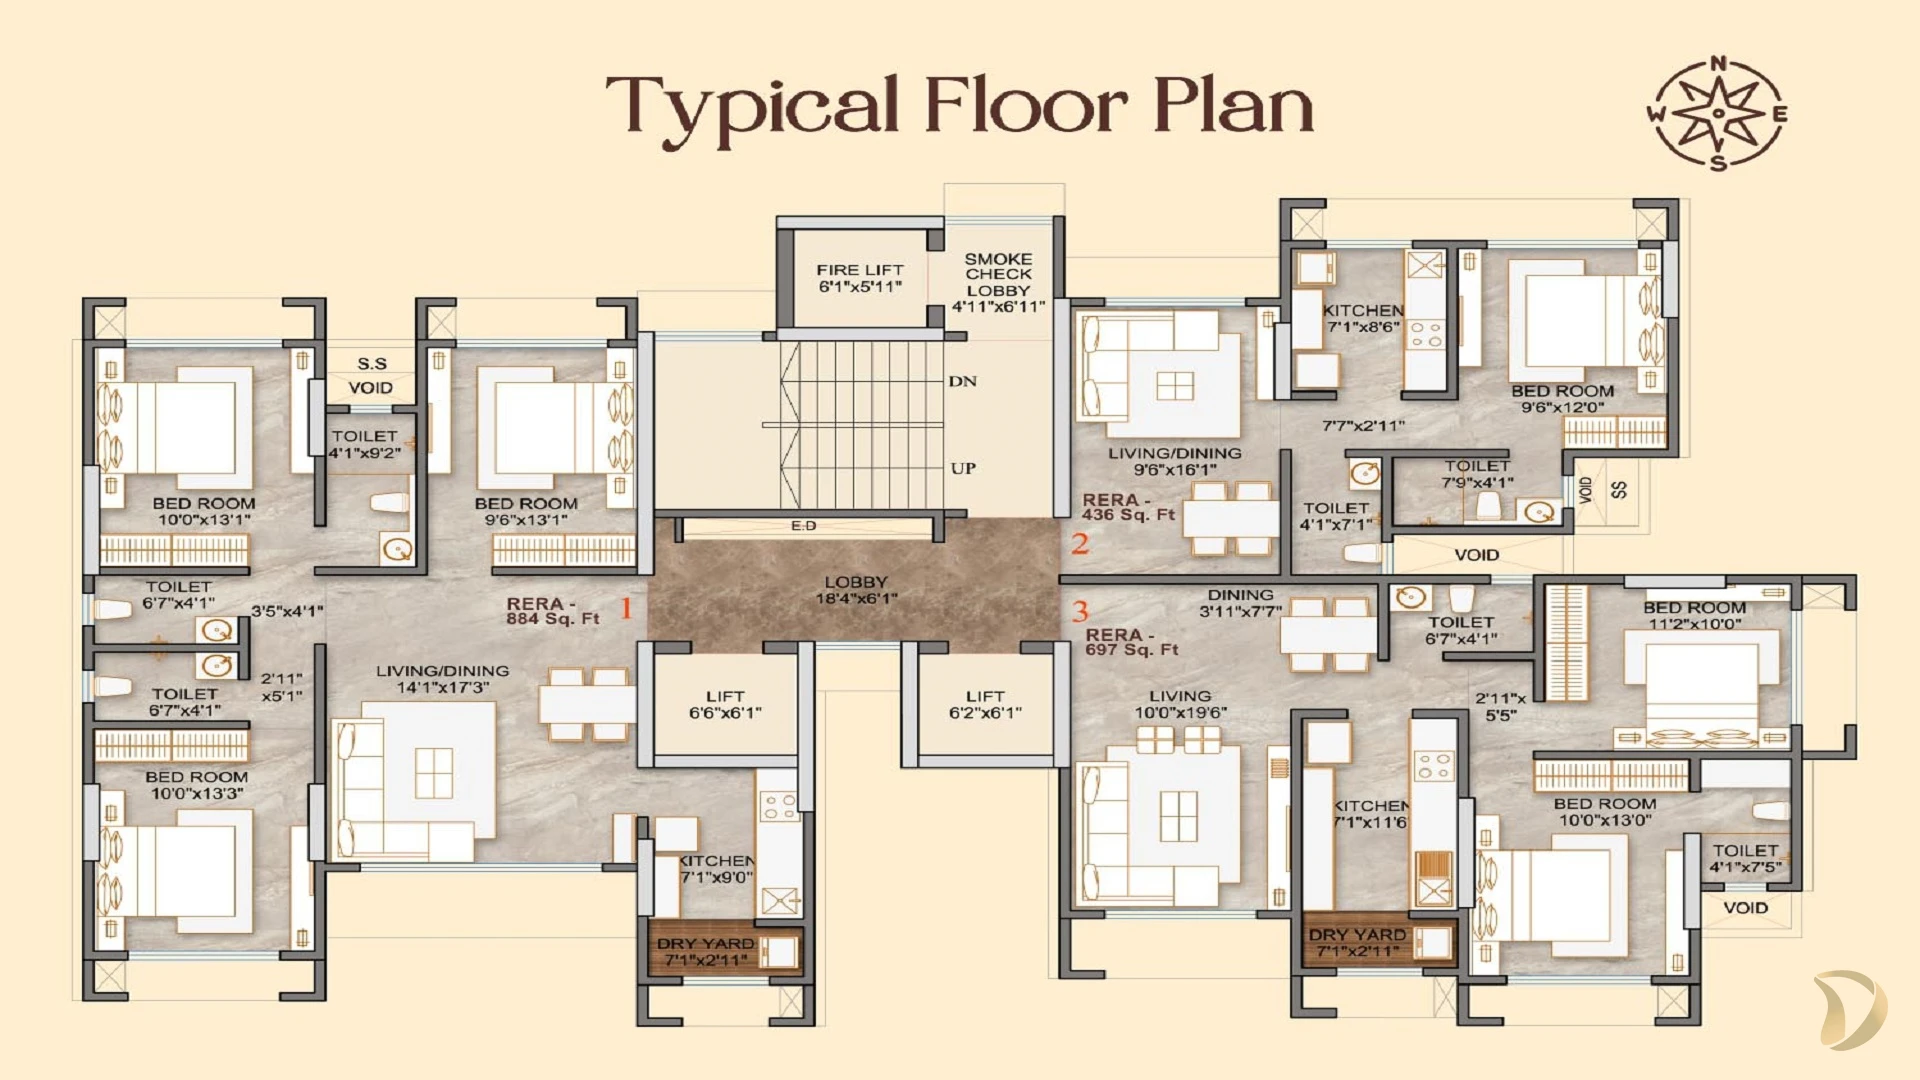 Typical Floor Plan
N
W E
S
FIRE LIFT
6'1"x5'11"
SMOKE
CHECK
LOBBY
4'11"x6'11"
DN
UP
E.D
LOBBY
18'4"x6'1"
LIFT
6'6"x6'1"
LIFT
6'2"x6'1"
S.S
VOID
TOILET
4'1"x9'2"
BED ROOM
10'0"x13'1"
BED ROOM
9'6"x13'1"
TOILET
6'7"x4'1"
3'5"x4'1"
RERA -
884 Sq. Ft
1
TOILET
6'7"x4'1"
2'11"
x5'1"
LIVING/DINING
14'1"x17'3"
BED ROOM
10'0"x13'3"
KITCHEN
7'1"x9'0"
DRY YARD
7'1"x2'11"
KITCHEN
7'1"x8'6"
BED ROOM
9'6"x12'0"
7'7"x2'11"
LIVING/DINING
9'6"x16'1"
RERA -
436 Sq. Ft
2
TOILET
7'9"x4'1"
TOILET
4'1"x7'1"
VOID
SS
VOID
3
RERA -
697 Sq. Ft
DINING
3'11"x7'7"
TOILET
6'7"x4'1"
BED ROOM
11'2"x10'0"
LIVING
10'0"x19'6"
2'11"x
5'5"
KITCHEN
7'1"x11'6
BED ROOM
10'0"x13'0"
TOILET
4'1"x7'5"
VOID
DRY YARD
7'1"x2'11"